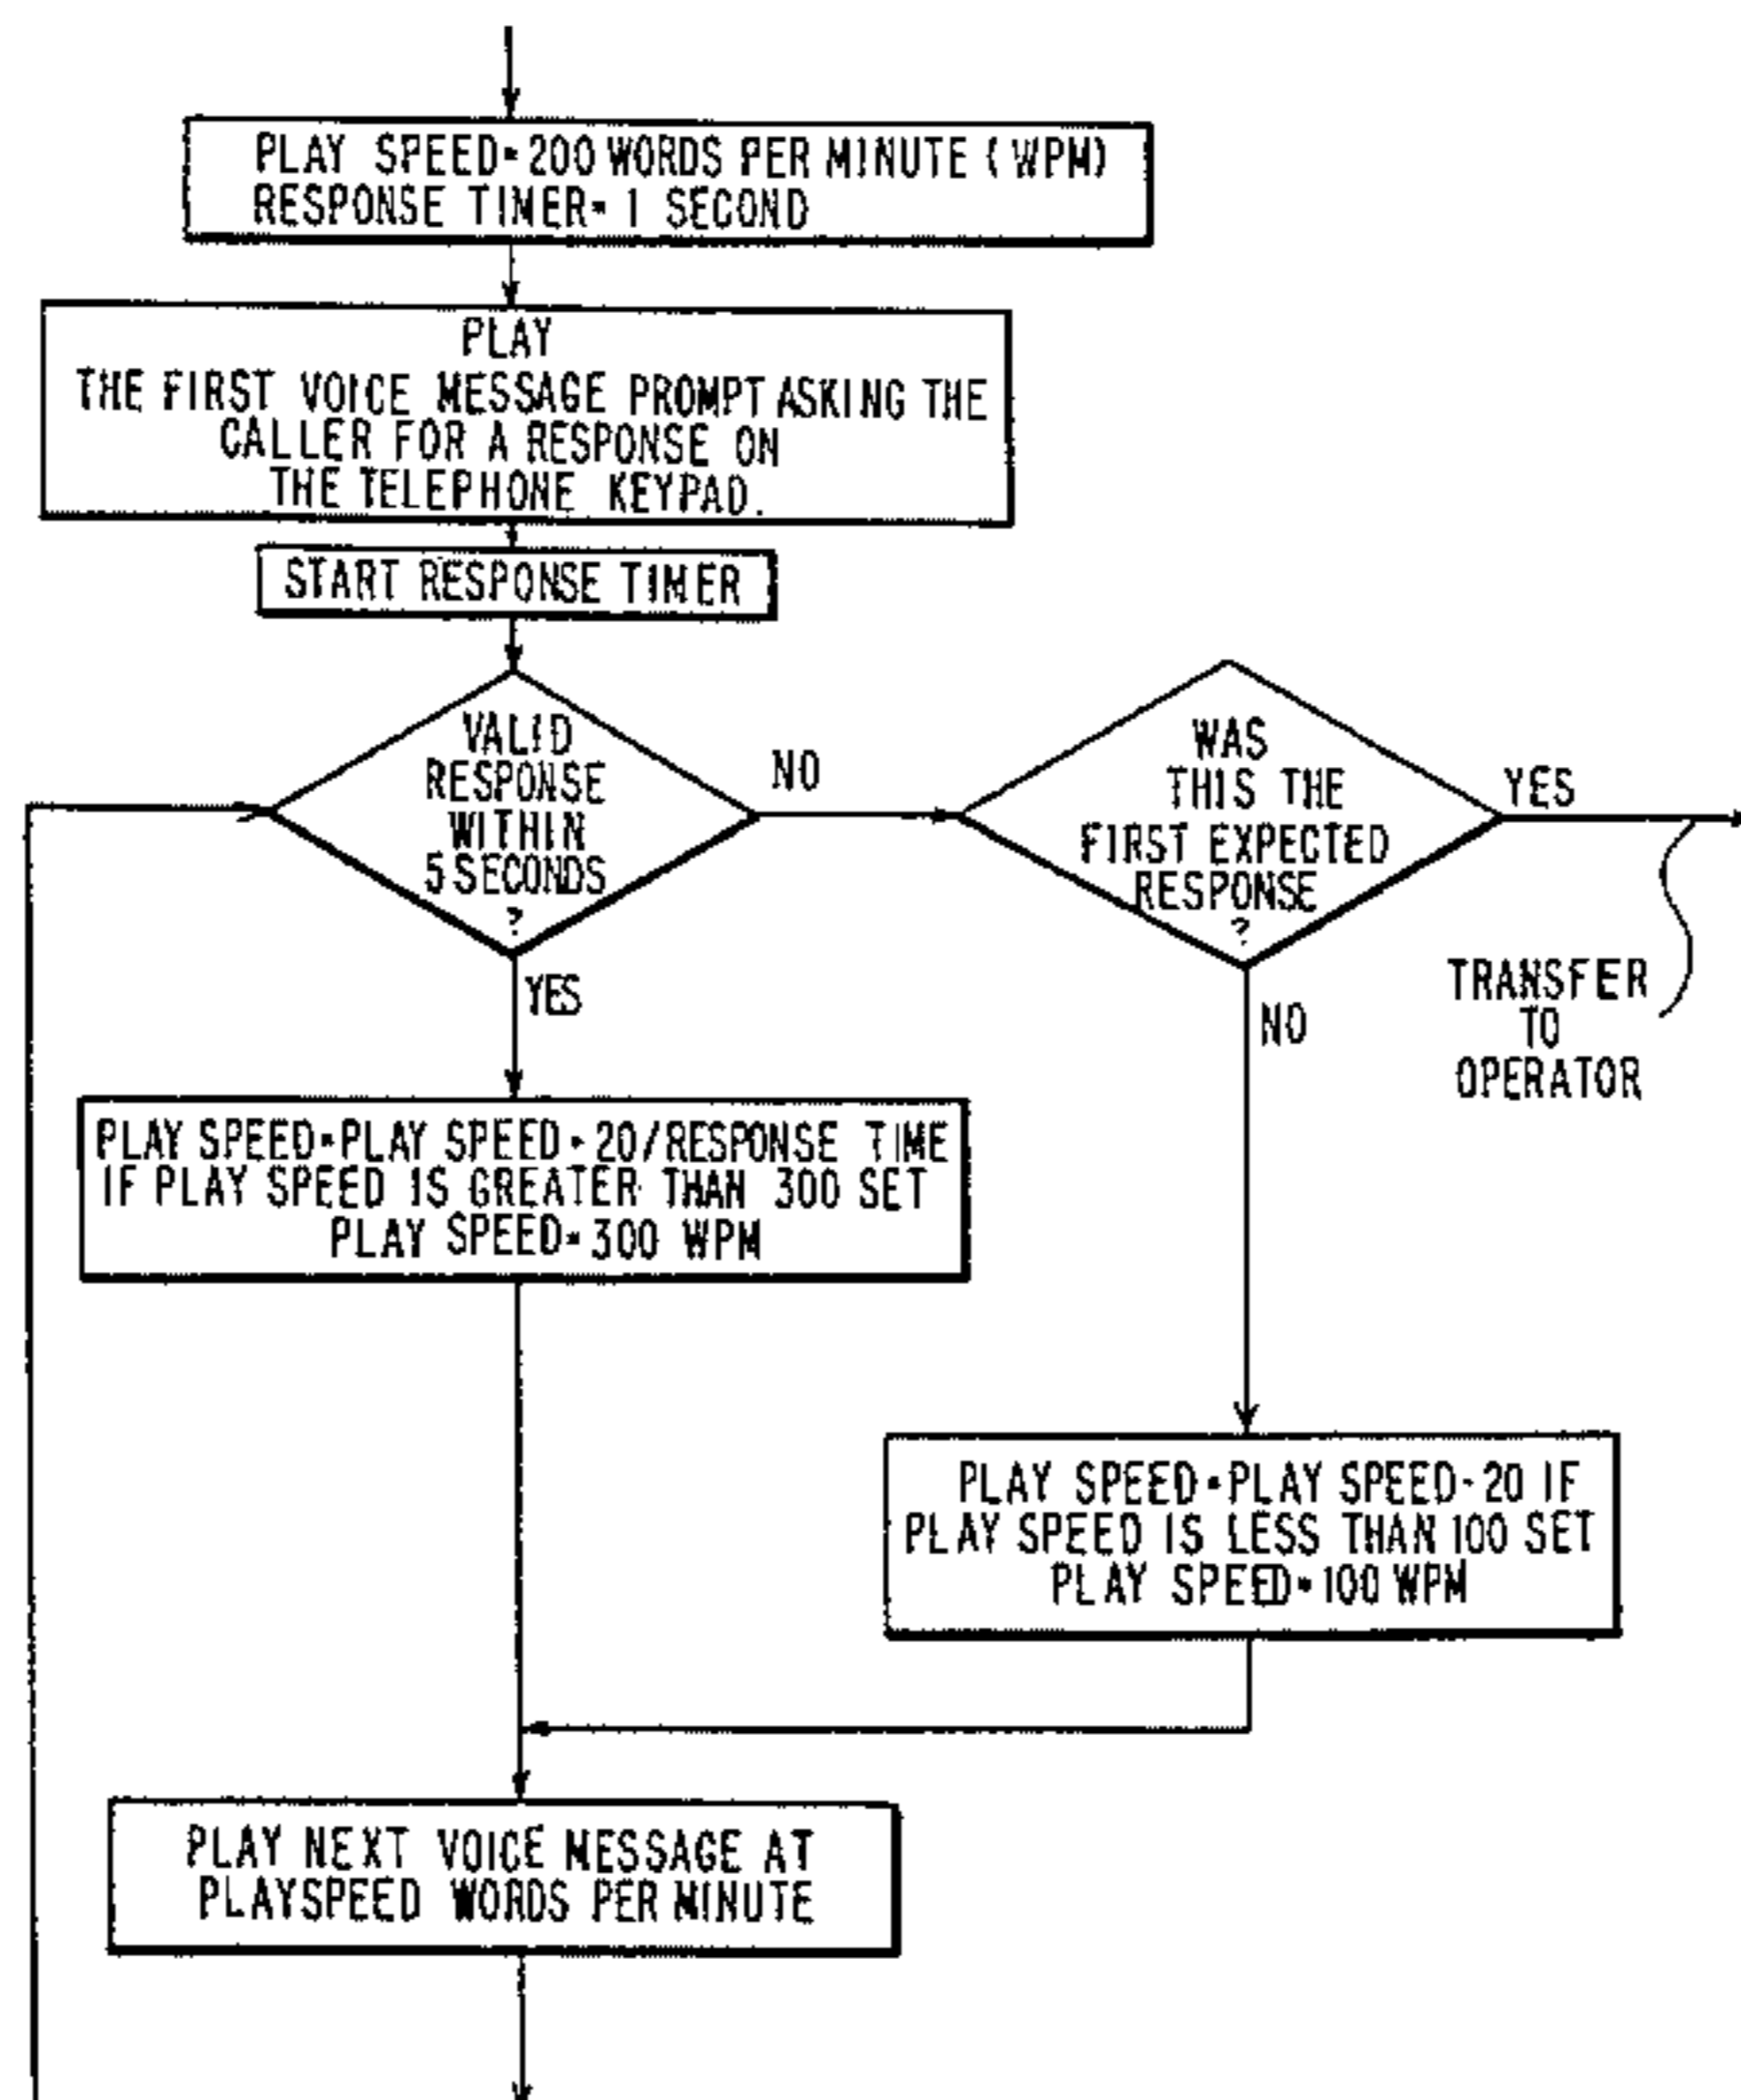 PLAY SPEED=200 WORDS PER MINUTE (WPM)
RESPONSE TIMER=1 SECOND
PLAY
THE FIRST VOICE MESSAGE PROMPT ASKING THE
CALLER FOR A RESPONSE ON
THE TELEPHONE KEYPAD.
START RESPONSE TIMER
VALID
RESPONSE
WITHIN
5 SECONDS
?
NO
WAS
THIS THE
FIRST EXPECTED
RESPONSE
?
YES
TRANSFER
TO
OPERATOR
YES
NO
PLAY SPEED=PLAY SPEED+20/RESPONSE TIME
IF PLAY SPEED IS GREATER THAN 300 SET
PLAY SPEED=300 WPM
PLAY SPEED=PLAY SPEED-20 IF
PLAY SPEED IS LESS THAN 100 SET
PLAY SPEED=100 WPM
PLAY NEXT VOICE MESSAGE AT
PLAYSPEED WORDS PER MINUTE